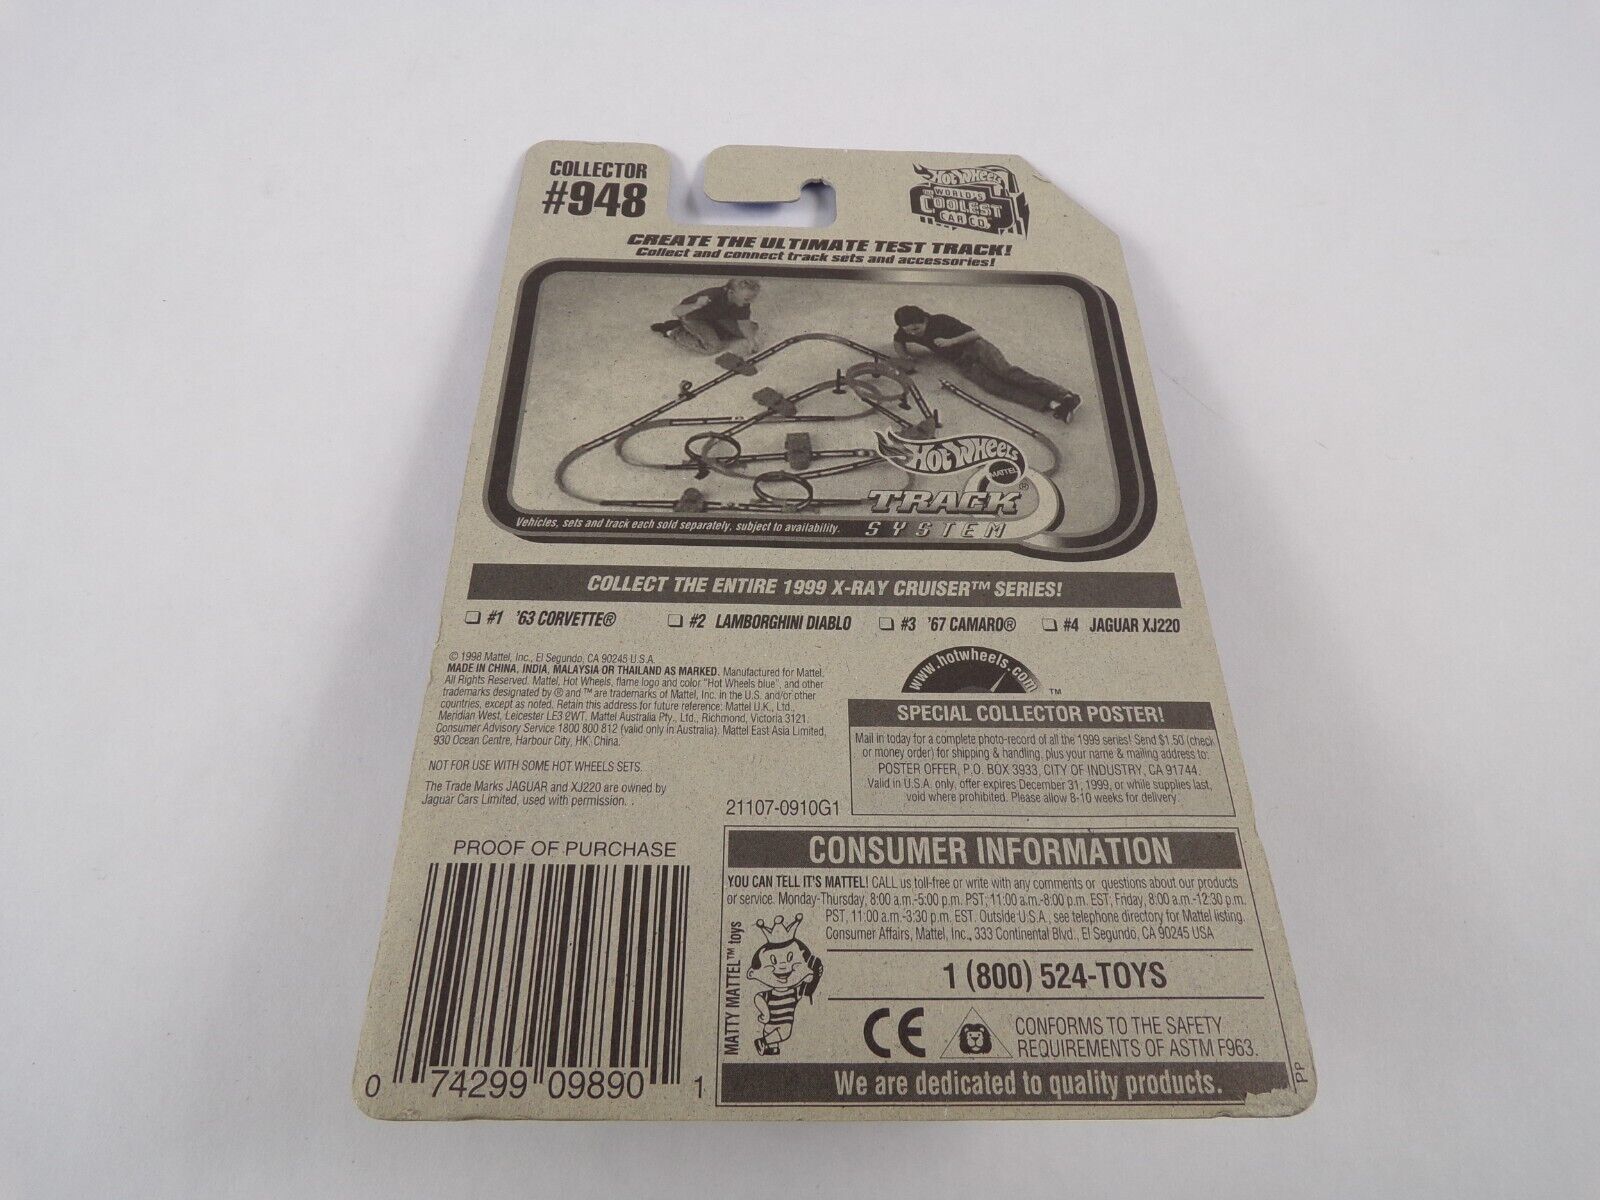 COLLECTOR
#948
HOT WHEELS
WORLD'S
COOLEST
CAR CO.
CREATE THE ULTIMATE TEST TRACK!
Collect and connect track sets and accessories!
HOT WHEELS
MATTEL
TRACK®
SYSTEM
Vehicles, sets and track each sold separately, subject to availability.
COLLECT THE ENTIRE 1999 X-RAY CRUISER™ SERIES!
#1 '63 CORVETTE®
#2 LAMBORGHINI DIABLO
#3 '67 CAMARO®
#4 JAGUAR XJ220
© 1998 Mattel, Inc., El Segundo, CA 90245 U.S.A.
MADE IN CHINA, INDIA, MALAYSIA OR THAILAND AS MARKED. Manufactured for Mattel.
All Rights Reserved. Mattel, Hot Wheels, flame logo and color "Hot Wheels blue", and other
trademarks designated by ® and ™ are trademarks of Mattel, Inc. in the U.S. and/or other
countries, except as noted. Retain this address for future reference: Mattel U.K., Ltd.,
Meridian West, Leicester LE3 2WT. Mattel Australia Pty., Ltd., Richmond, Victoria 3121.
Consumer Advisory Service 1800 800 812 (valid only in Australia). Mattel East Asia Limited,
930 Ocean Centre, Harbour City, HK, China.
NOT FOR USE WITH SOME HOT WHEELS SETS.
The Trade Marks JAGUAR and XJ220 are owned by
Jaguar Cars Limited, used with permission.
21107-0910G1
www.hotwheels.com
™
SPECIAL COLLECTOR POSTER!
Mail in today for a complete photo-record of all the 1999 series! Send $1.50 (check
or money order) for shipping & handling, plus your name & mailing address to:
POSTER OFFER, P.O. BOX 3933, CITY OF INDUSTRY, CA 91744.
Valid in U.S.A. only, offer expires December 31, 1999, or while supplies last,
void where prohibited. Please allow 8-10 weeks for delivery.
PROOF OF PURCHASE
0 74299 09890 1
CONSUMER INFORMATION
YOU CAN TELL IT'S MATTEL! CALL us toll-free or write with any comments or questions about our products
or service. Monday-Thursday, 8:00 a.m.-5:00 p.m. PST; 11:00 a.m.-8:00 p.m. EST; Friday, 8:00 a.m.-12:30 p.m.
PST, 11:00 a.m.-3:30 p.m. EST. Outside U.S.A., see telephone directory for Mattel listing.
Consumer Affairs, Mattel, Inc., 333 Continental Blvd., El Segundo, CA 90245 USA
MATTY MATTEL™ toys
1 (800) 524-TOYS
CE
CONFORMS TO THE SAFETY
REQUIREMENTS OF ASTM F963.
We are dedicated to quality products.
PP